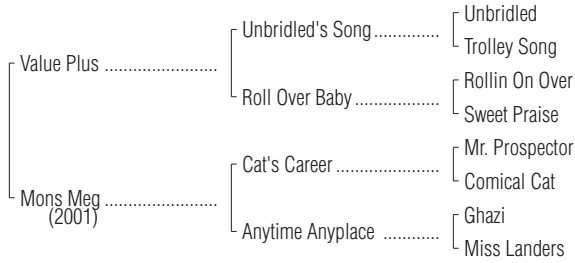 Unbridled
Unbridled's Song..............
Trolley Song
Value Plus ........................
Rollin On Over
Roll Over Baby ..................
Sweet Praise
Mr. Prospector
Cat's Career ......................
Comical Cat
Mons Meg ........................
(2001)
Ghazi
Anytime Anyplace ............
Miss Landers